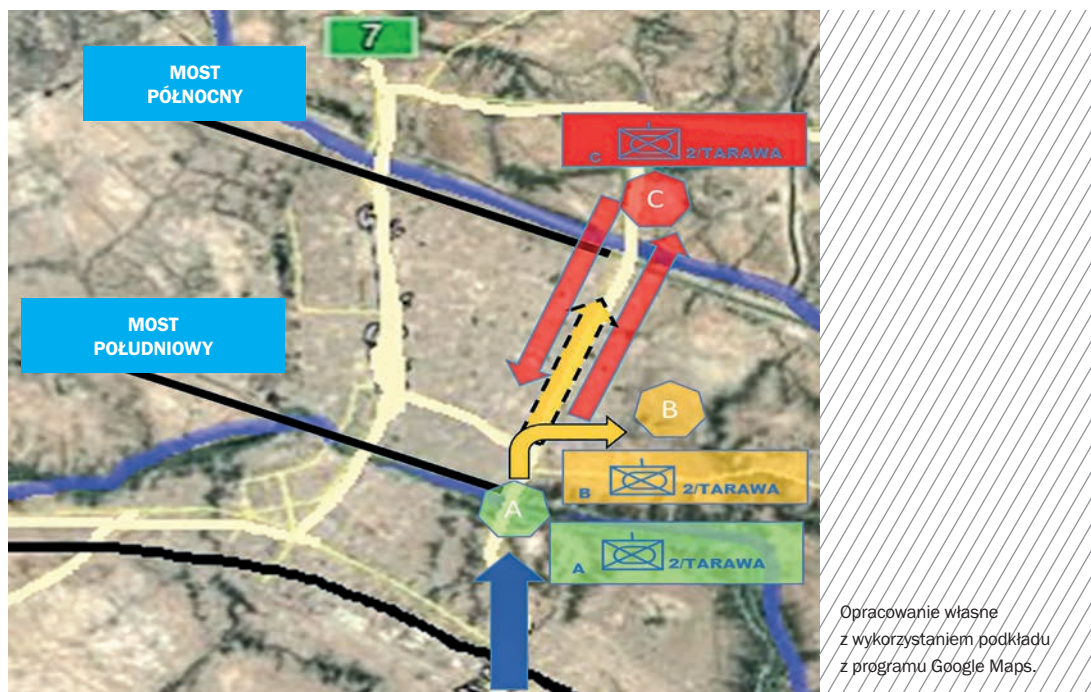 7
MOST
PÓŁNOCNY
C 2/TARAWA
C
MOST
POŁUDNIOWY
B
B 2/TARAWA
A
A 2/TARAWA
Opracowanie własne
z wykorzystaniem podkładu
z programu Google Maps.